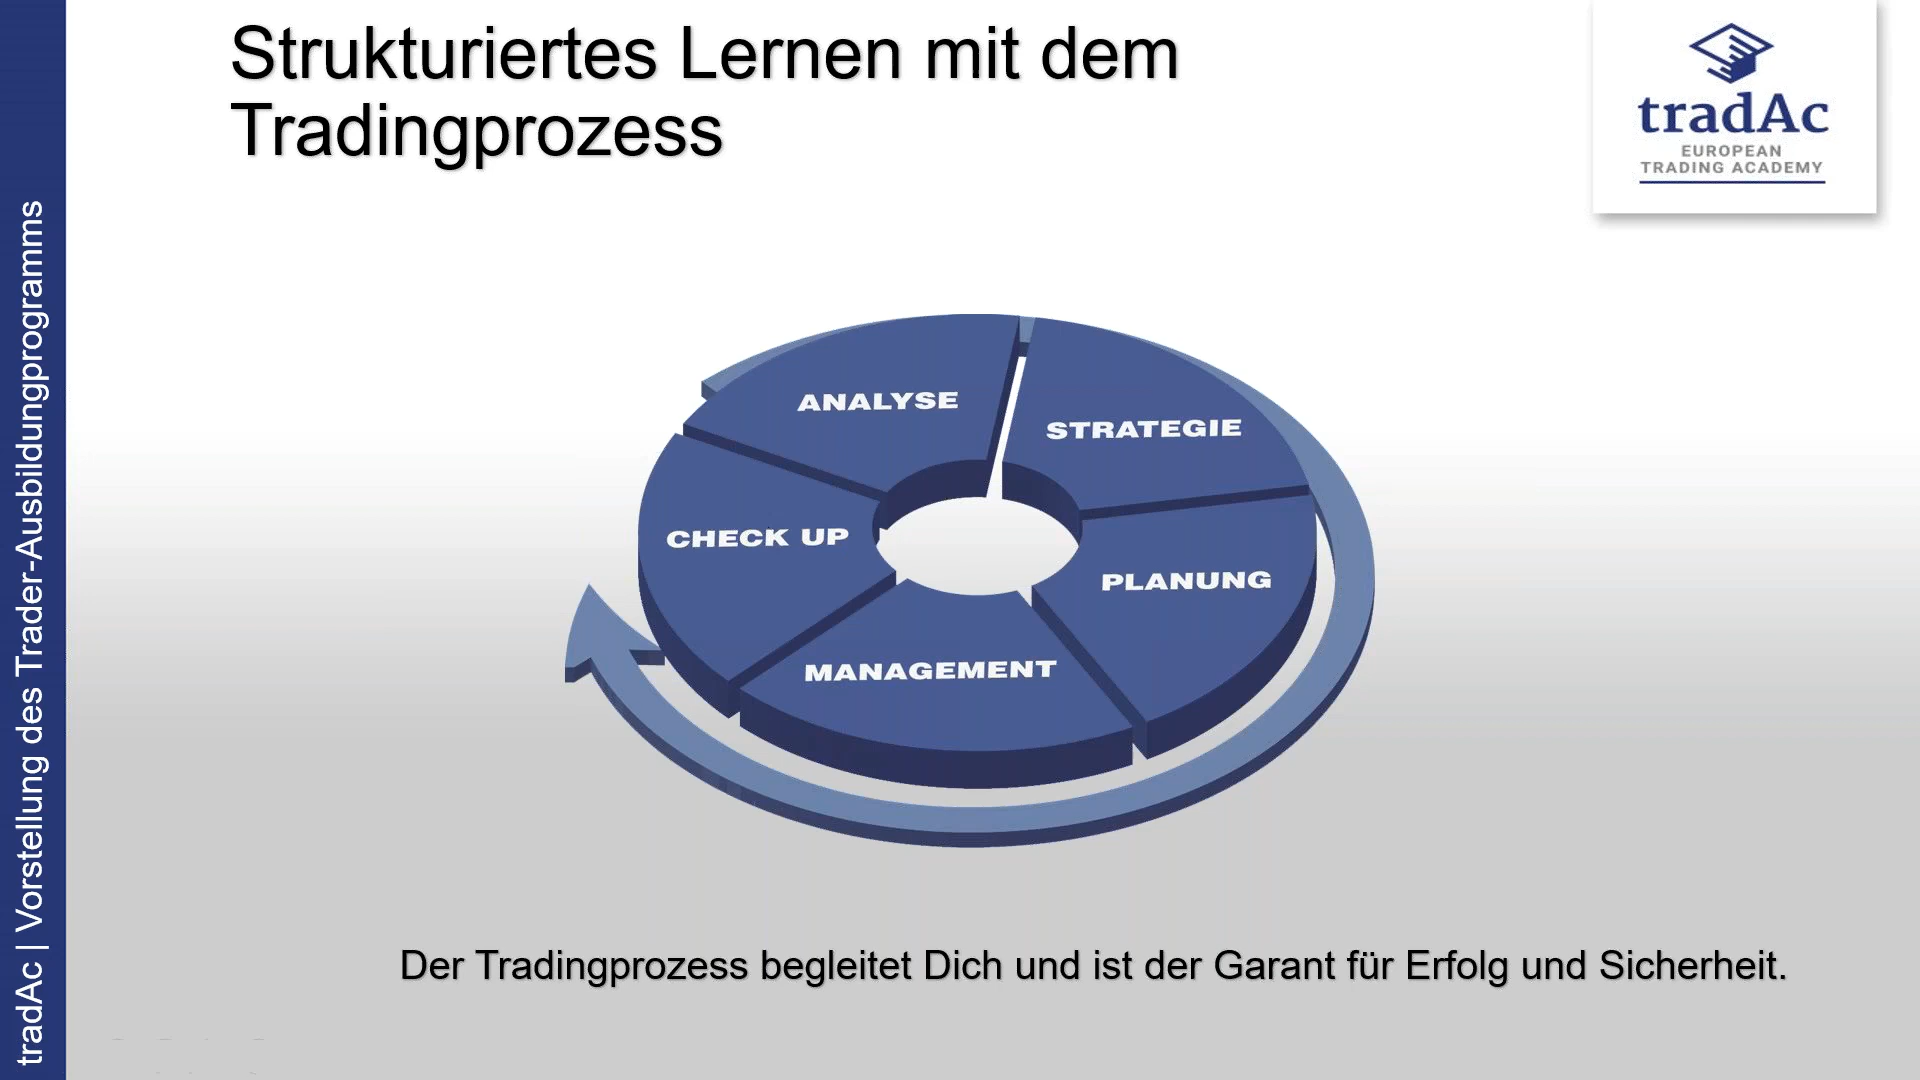 Strukturiertes Lernen mit dem
Tradingprozess
tradAc
EUROPEAN
TRADING ACADEMY
tradAc | Vorstellung des Trader-Ausbildungprogramms
ANALYSE
STRATEGIE
CHECK UP
PLANUNG
MANAGEMENT
Der Tradingprozess begleitet Dich und ist der Garant für Erfolg und Sicherheit.